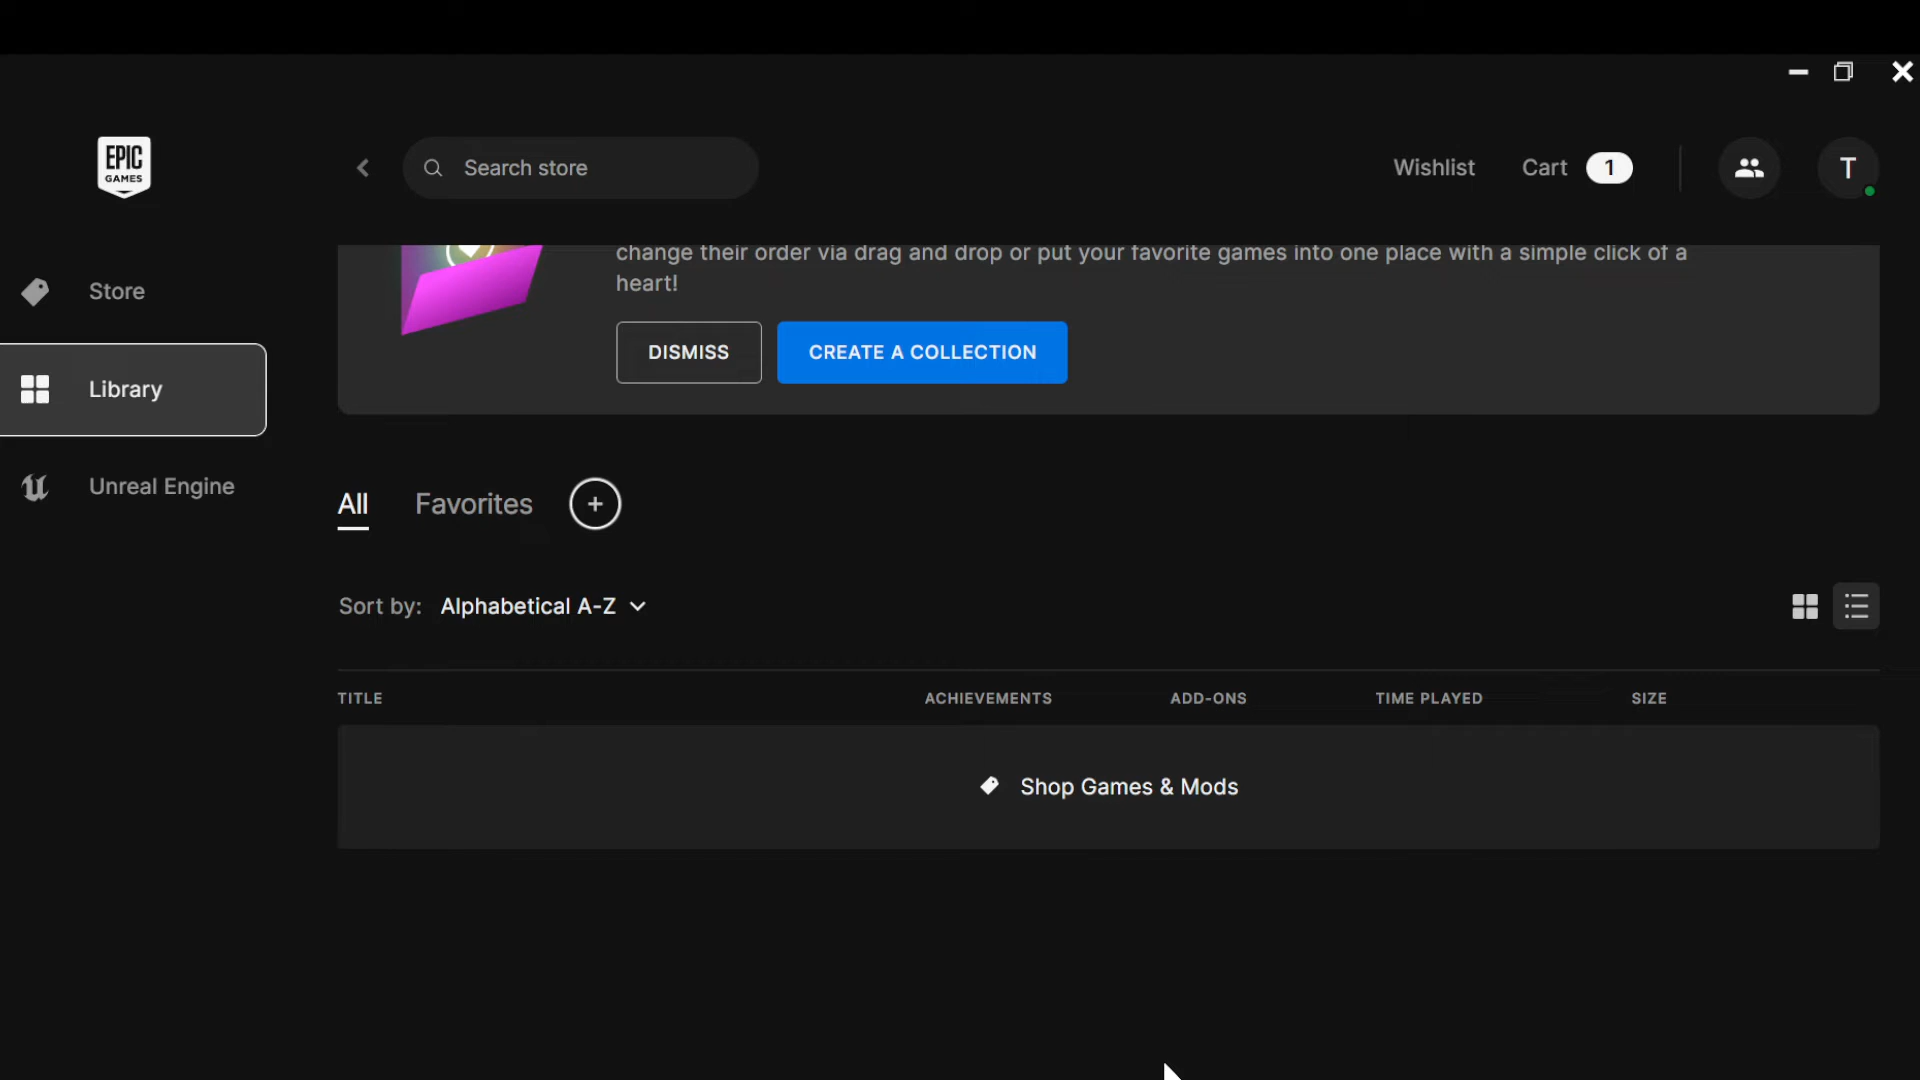 EPIC
GAMES
Search store
Wishlist
Cart 1
T
Store
Library
Unreal Engine
change their order via drag and drop or put your favorite games into one place with a simple click of a
heart!
DISMISS
CREATE A COLLECTION
All
Favorites
+
Sort by: Alphabetical A-Z
TITLE
ACHIEVEMENTS
ADD-ONS
TIME PLAYED
SIZE
Shop Games & Mods